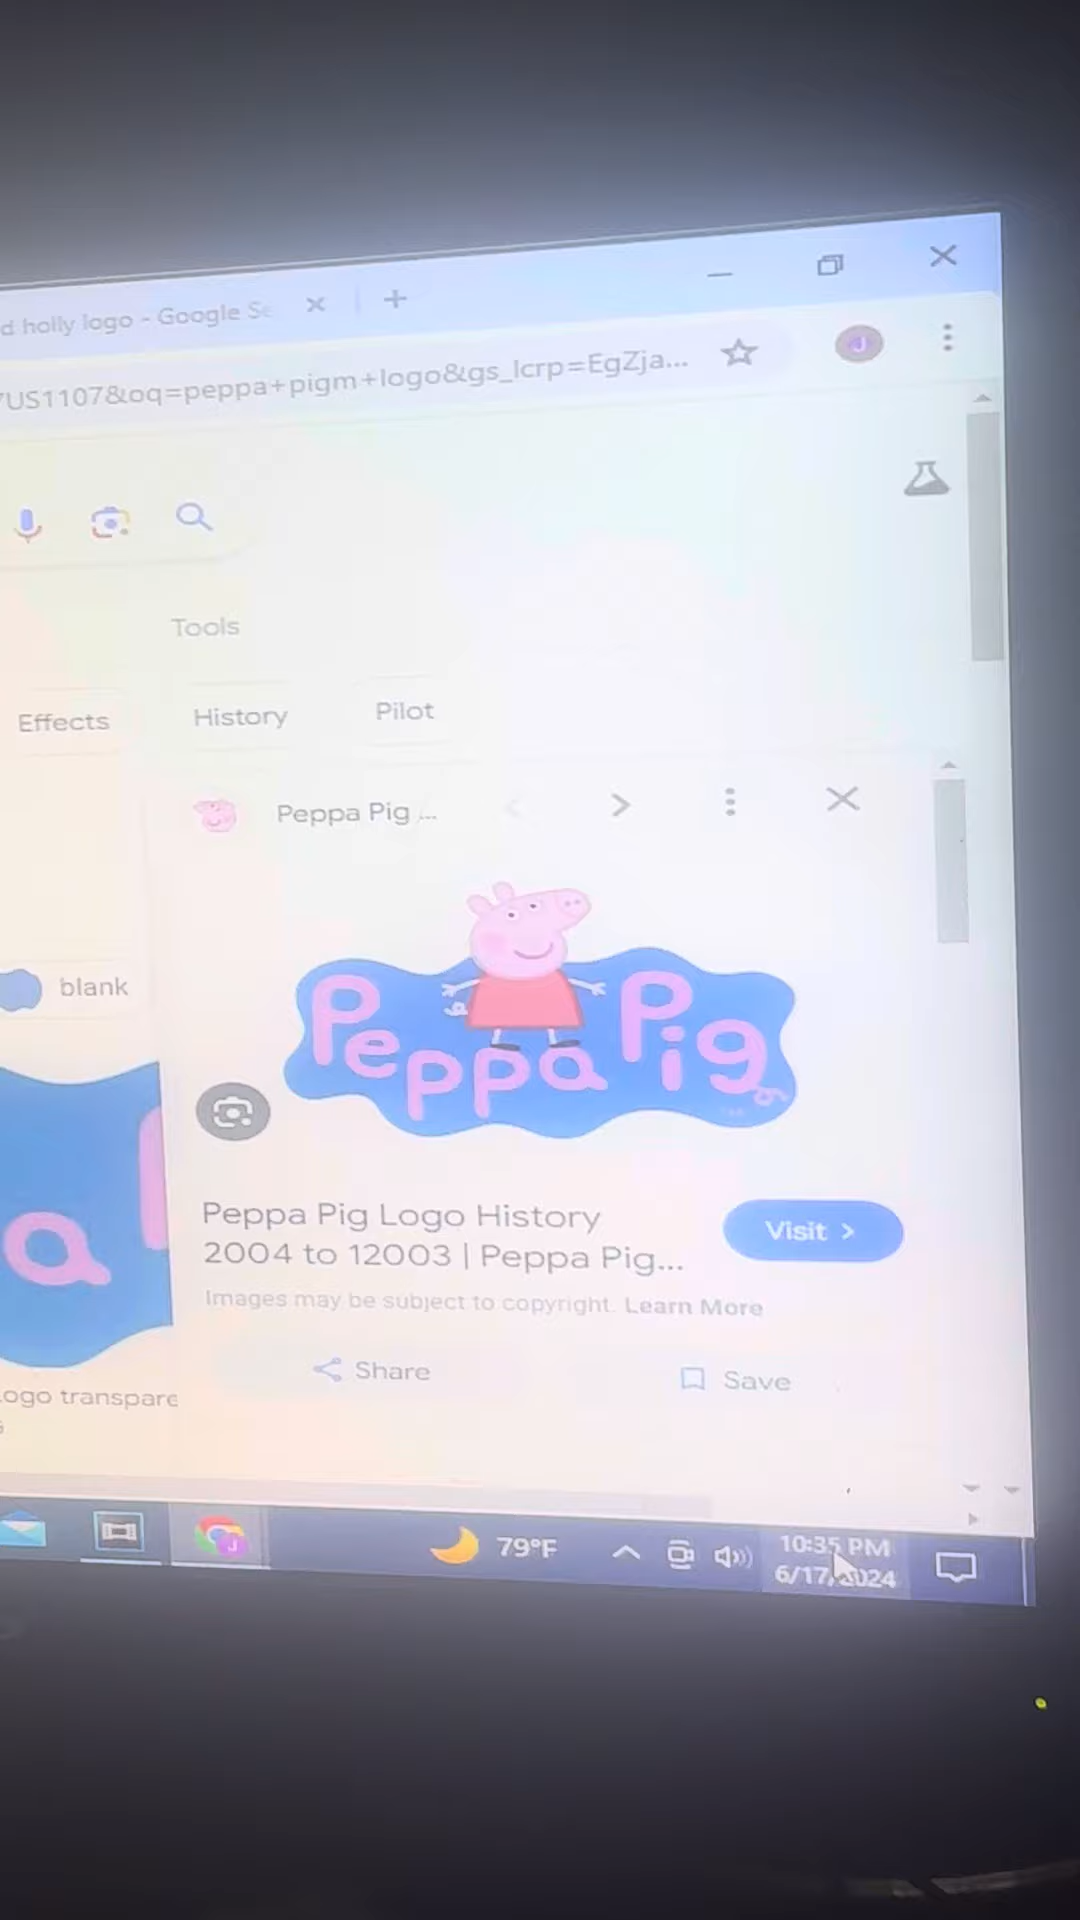 d holly logo - Google Se
7US1107&oq=peppa+pigm+logo&gs_lcrp=EgZja...
Tools
Effects
History
Pilot
Peppa Pig ...
Peppa Pig
blank
a
Peppa Pig Logo History
2004 to 12003 | Peppa Pig...
Visit >
Images may be subject to copyright. Learn More
Share
Save
ogo transpare
J
79°F
10:35 PM
6/17/2024